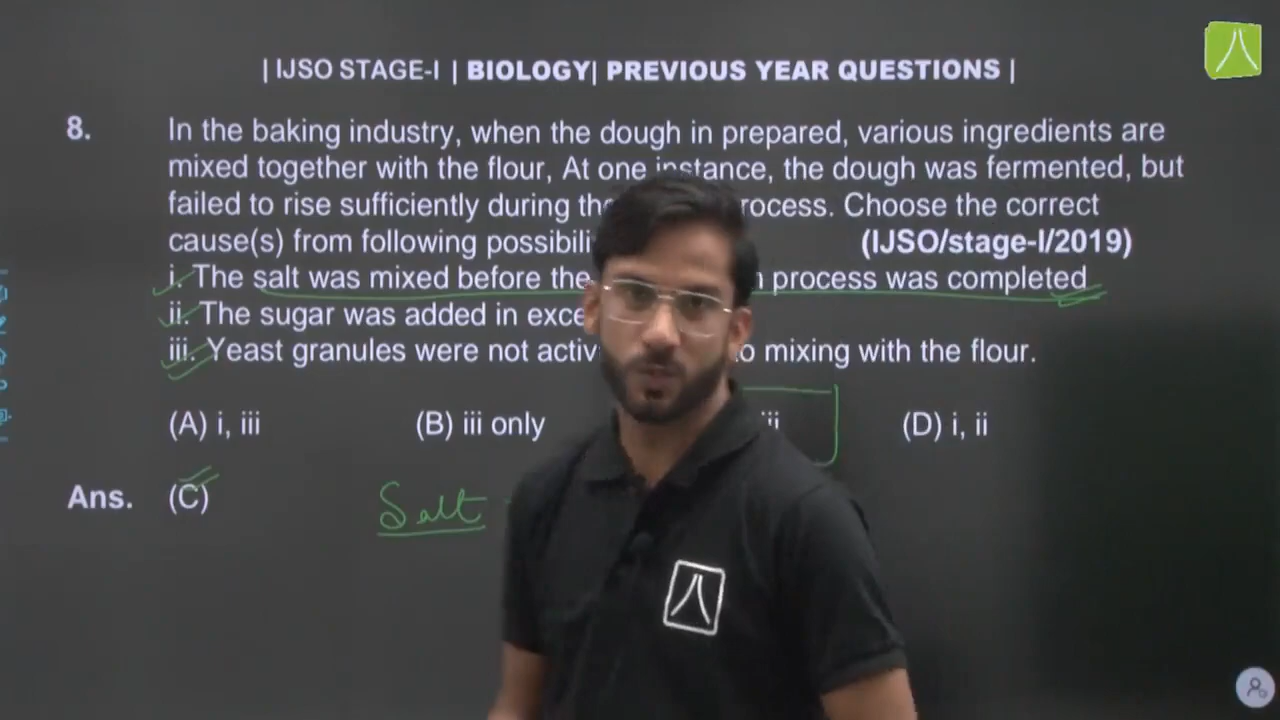 | IJSO STAGE-I | BIOLOGY| PREVIOUS YEAR QUESTIONS |
8. In the baking industry, when the dough in prepared, various ingredients are
mixed together with the flour, At one instance, the dough was fermented, but
failed to rise sufficiently during rocess. Choose the correct
cause(s) from following (IJSO/stage-I/2019)
i. The salt was mixed before the process was completed
ii. The sugar was added in
iii. Yeast granules were not mixing with the flour.
(A) i, iii (B) iii only (D) i, ii
Ans. (C) Salt